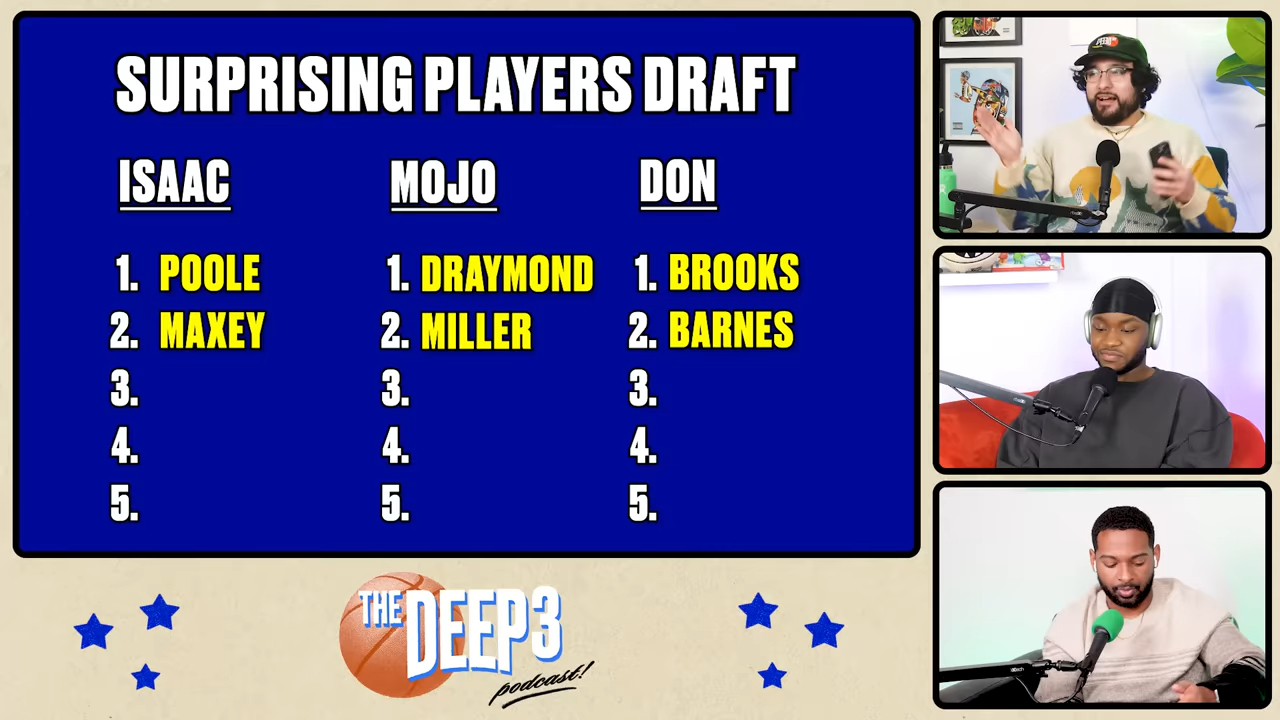 SURPRISING PLAYERS DRAFT
ISAAC
1. POOLE
2. MAXEY
3.
4.
5.
MOJO
1. DRAYMOND
2. MILLER
3.
4.
5.
DON
1. BROOKS
2. BARNES
3.
4.
5.
THE DEEP3
podcast!